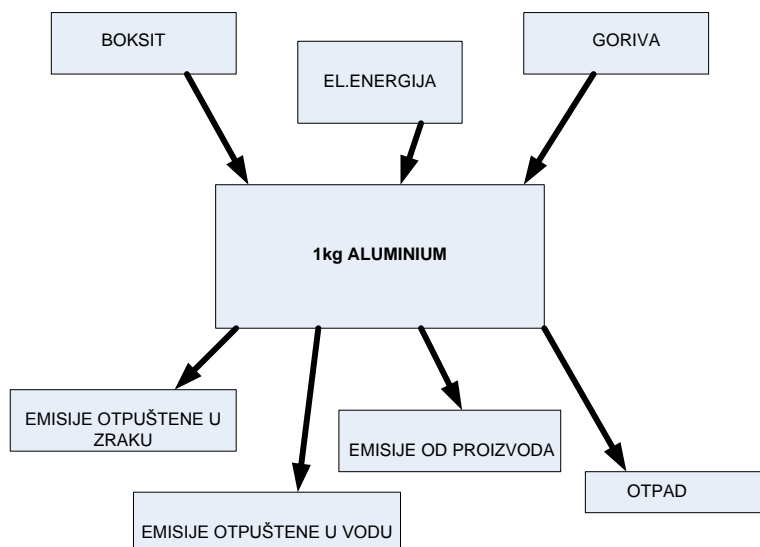 BOKSIT
EL.ENERGIJA
GORIVA
1kg ALUMINIUM
EMISIJE OTPUŠTENE U
ZRAKU
EMISIJE OTPUŠTENE U VODU
EMISIJE OD PROIZVODA
OTPAD